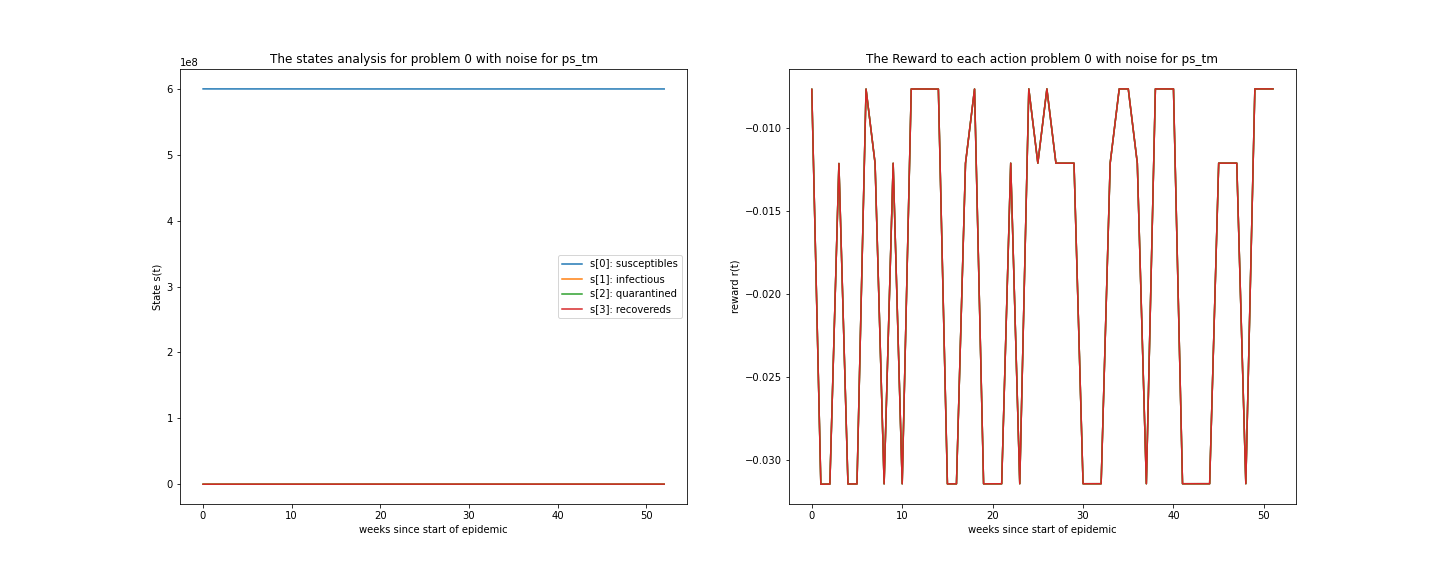 The states analysis for problem 0 with noise for ps_tm
1e8
6
5
4
3
2
1
0
State s(t)
s[0]: susceptibles
s[1]: infectious
s[2]: quarantined
s[3]: recovereds
0 10 20 30 40 50
weeks since start of epidemic
The Reward to each action problem 0 with noise for ps_tm
−0.010
−0.015
−0.020
−0.025
−0.030
reward r(t)
0 10 20 30 40 50
weeks since start of epidemic